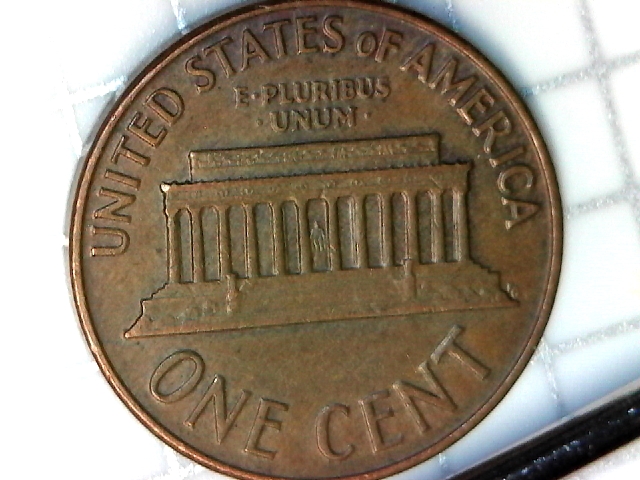 UNITED STATES oF AMERICA
E·PLURIBUS
·UNUM·
ONE CENT